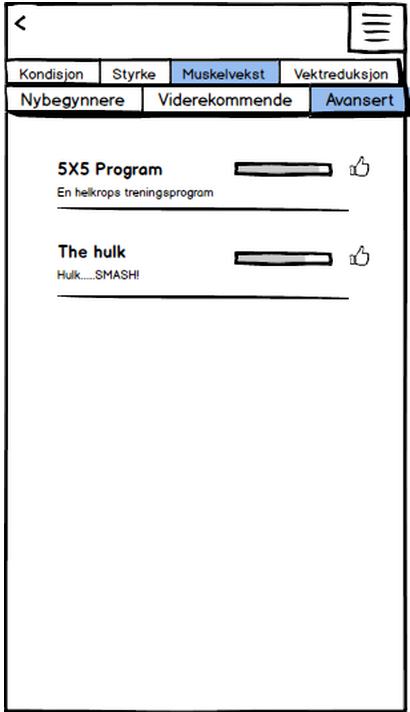 Kondisjon Styrke Muskelvekst Vektreduksjon
Nybegynnere Viderekommende Avansert
5X5 Program
En helkrops treningsprogram
The hulk
Hulk.....SMASH!